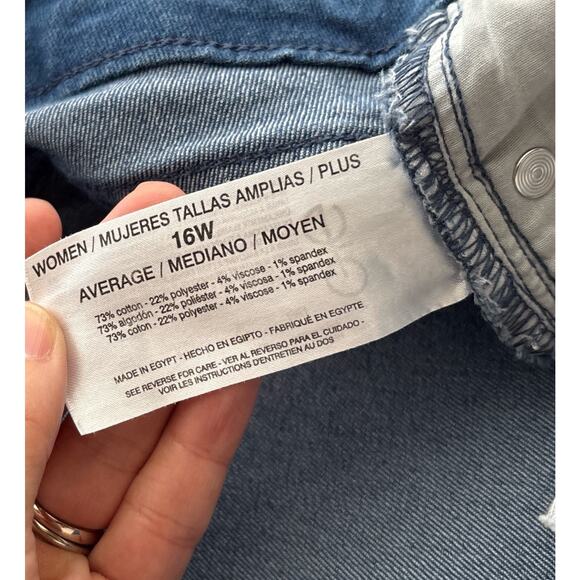 WOMEN / MUJERES TALLAS AMPLIAS / PLUS
16W
AVERAGE / MEDIANO / MOYEN
73% cotton - 22% polyester - 4% viscose - 1% spandex
73% algodón - 22% poliéster - 4% viscosa - 1% spandex
73% coton - 22% polyester - 4% viscose - 1% spandex
MADE IN EGYPT - HECHO EN EGIPTO - FABRIQUÉ EN EGYPTE
SEE REVERSE FOR CARE - VER AL REVERSO PARA EL CUIDADO -
VOIR LES INSTRUCTIONS D'ENTRETIEN AU DOS